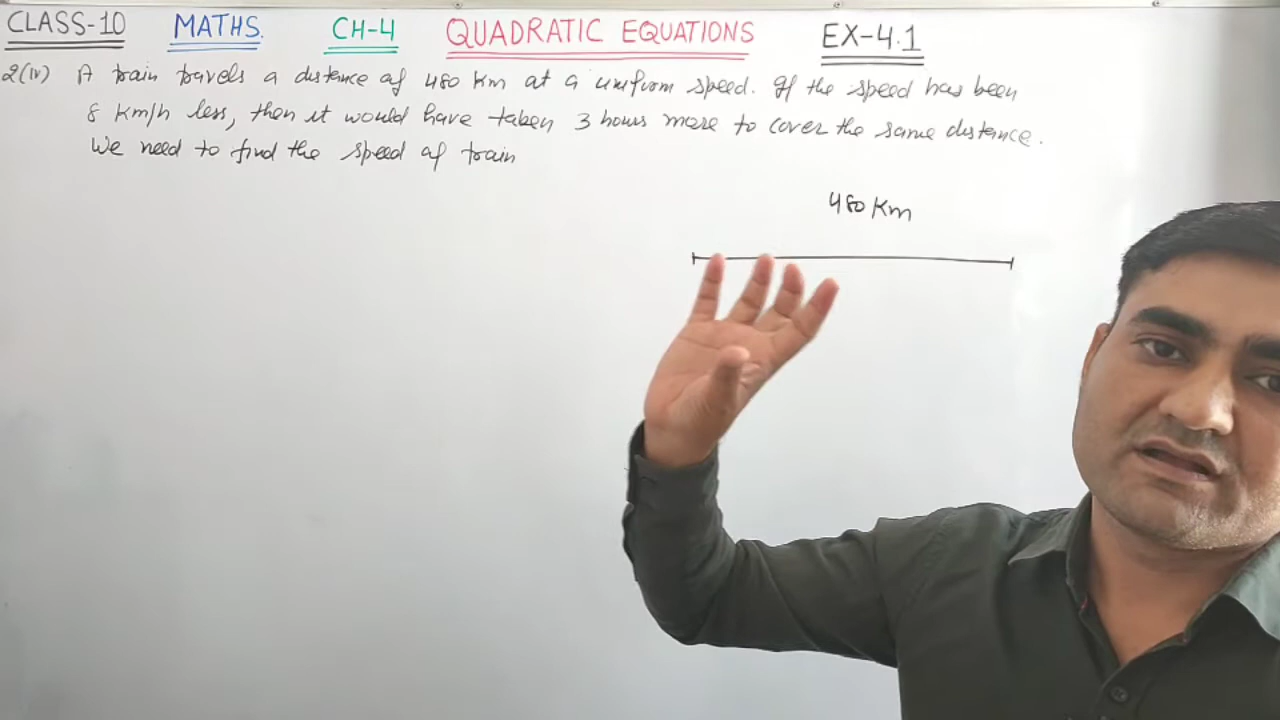 CLASS-10 MATHS. CH-4 QUADRATIC EQUATIONS EX-4.1
2(iv) A train travels a distance of 480 Km at a uniform speed. If the speed has been
8 Km/h less, then it would have taken 3 hours more to cover the same distance.
We need to find the speed of train
480 Km